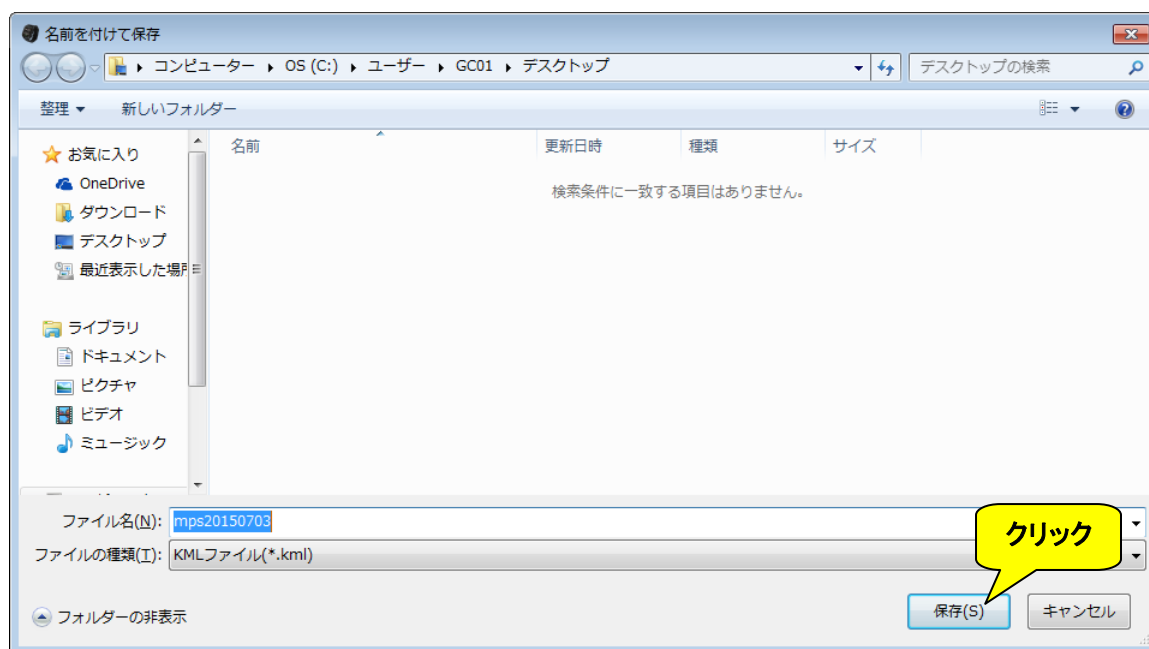 名前を付けて保存
コンピューター ▸ OS (C:) ▸ ユーザー ▸ GC01 ▸ デスクトップ
デスクトップの検索
整理 新しいフォルダー
名前 更新日時 種類 サイズ
検索条件に一致する項目はありません。
お気に入り
OneDrive
ダウンロード
デスクトップ
最近表示した場所
ライブラリ
ドキュメント
ピクチャ
ビデオ
ミュージック
ファイル名(N): mps20150703
ファイルの種類(T): KMLファイル(*.kml)
クリック
フォルダーの非表示
保存(S) キャンセル